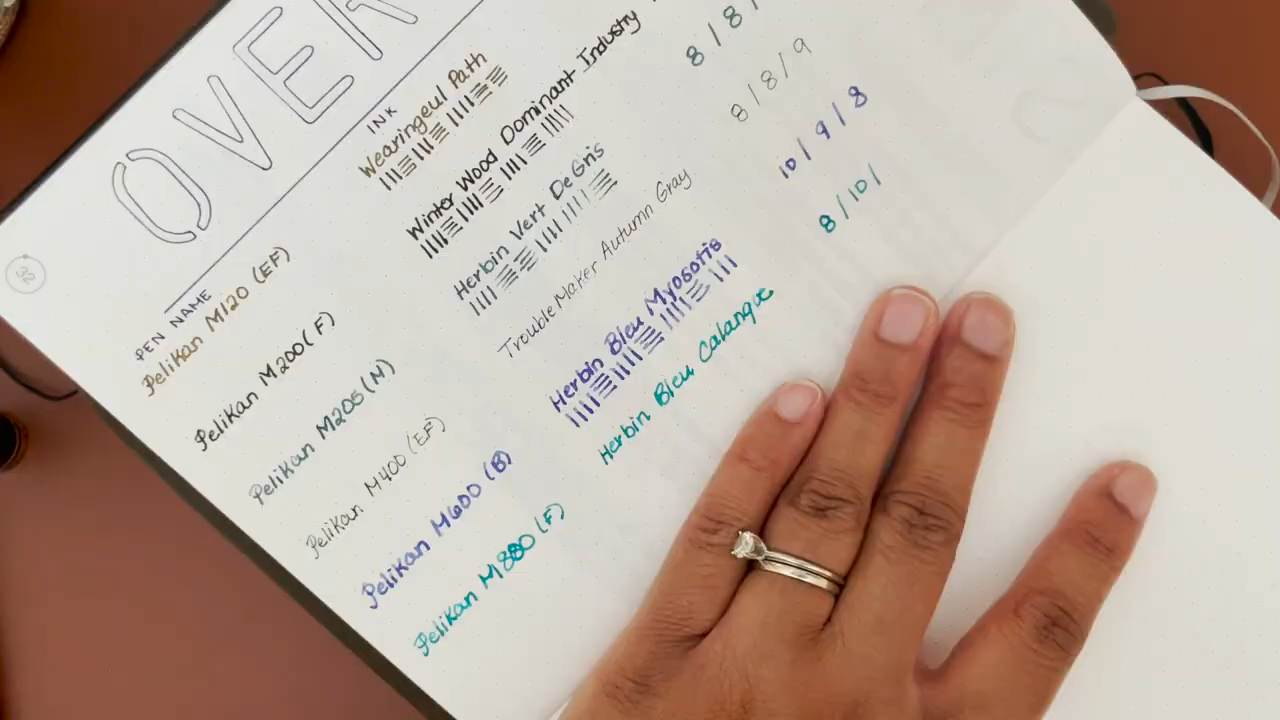 OVER
PEN NAME INK
Pelikan M120 (EF) Wearingeul Path
Pelikan M200 (F) Winter Wood Dominant Industry
Pelikan M205 (M) Herbin Vert De Gris 8/8/
Pelikan M400 (EF) Trouble Maker Autumn Gray 8/8/9
Pelikan M600 (B) Herbin Bleu Myosotis 10/9/8
Pelikan M880 (F) Herbin Bleu Calanque 8/10/
32